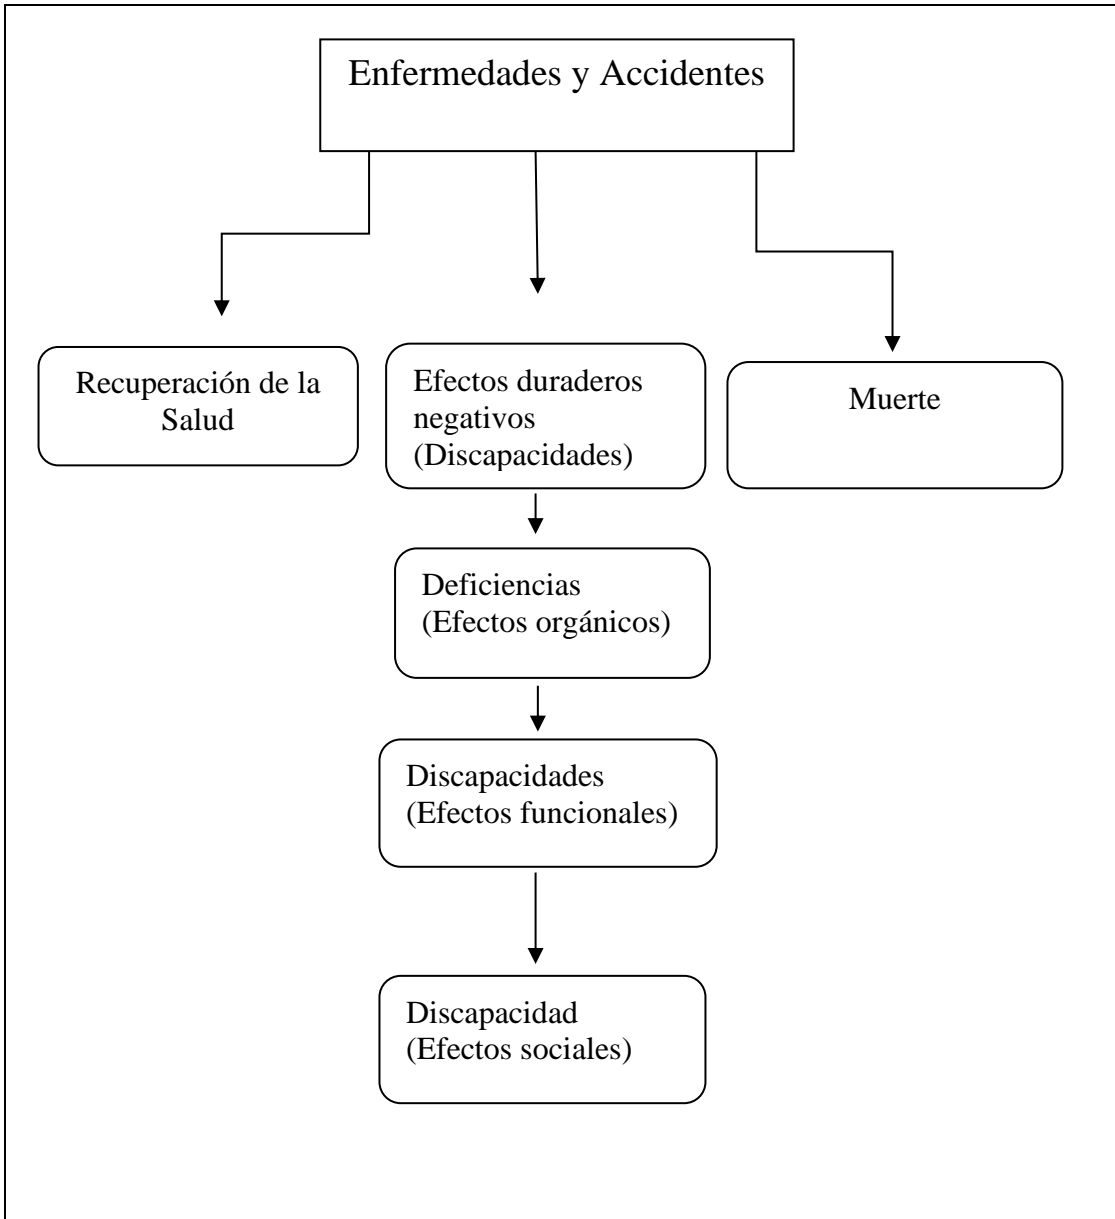 Enfermedades y Accidentes
Recuperación de la
Salud
Efectos duraderos
negativos
(Discapacidades)
Muerte
Deficiencias
(Efectos orgánicos)
Discapacidades
(Efectos funcionales)
Discapacidad
(Efectos sociales)